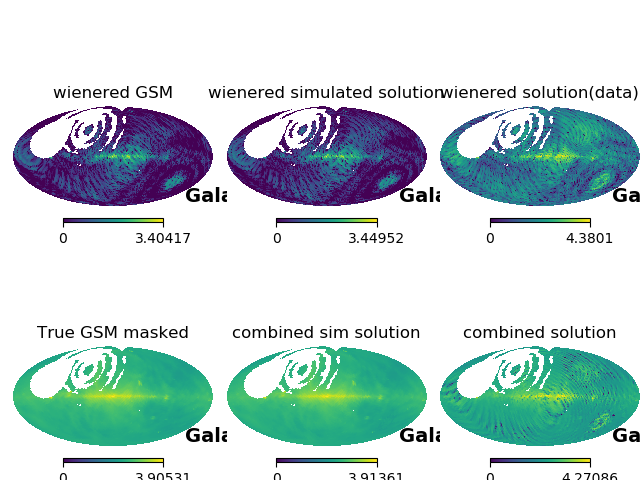 wienered GSM
wienered simulated solution
wienered solution(data)
Gala
Gala
Ga
0 3.40417
0 3.44952
0 4.3801
True GSM masked
combined sim solution
combined solution
Gala
Gala
Ga
0 3.90531
0 3.91361
0 4.27086